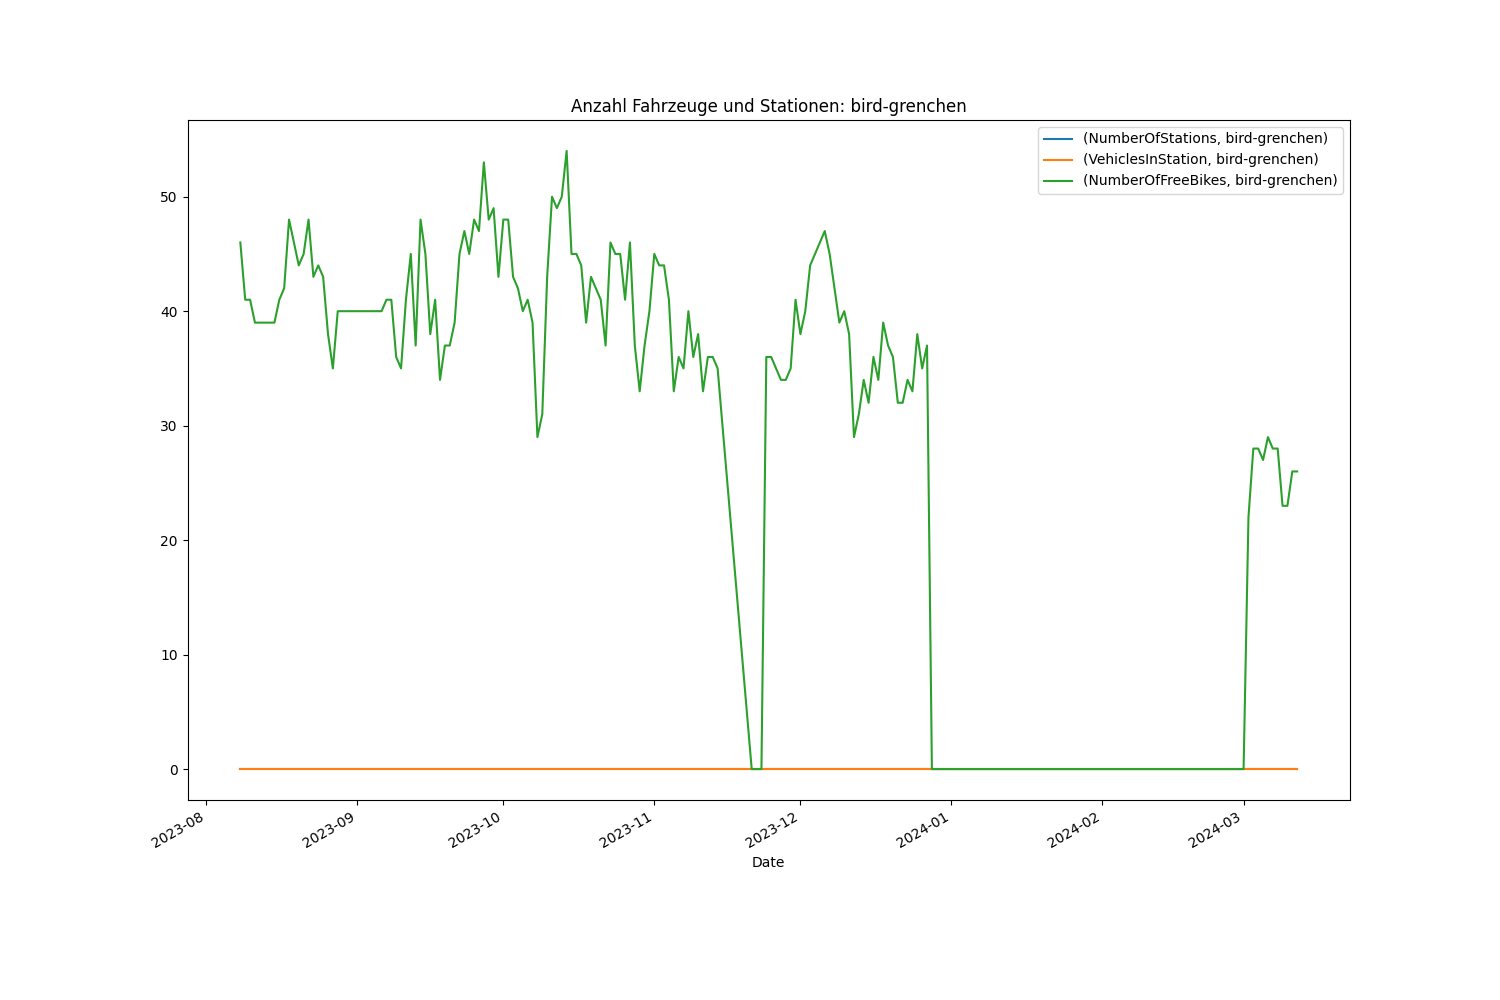 Anzahl Fahrzeuge und Stationen: bird-grenchen
(NumberOfStations, bird-grenchen)
(VehiclesInStation, bird-grenchen)
(NumberOfFreeBikes, bird-grenchen)
50
40
30
20
10
0
2023-08
2023-09
2023-10
2023-11
2023-12
2024-01
2024-02
2024-03
Date